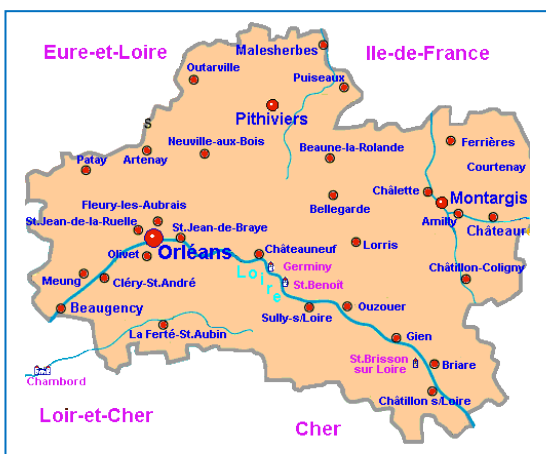 Eure-et-Loire
Malesherbes
Ile-de-France
Outarville
Puiseaux
Pithiviers
S
Neuville-aux-Bois
Ferrières
Patay
Artenay
Beaune-la-Rolande
Courtenay
Châlette
Montargis
Fleury-les-Aubrais
Bellegarde
Amilly
Châteaur
St.Jean-de-la-Ruelle
St.Jean-de-Braye
Orléans
Châteauneuf
Lorris
Olivet
Loire
Germiny
Meung
Cléry-St.André
St.Benoît
Châtillon-Coligny
Beaugency
Sully-s/Loire
Ouzouer
La Ferté-St.Aubin
Gien
St.Brisson
sur Loire
Briare
Chambord
Châtillon s/Loire
Loir-et-Cher
Cher